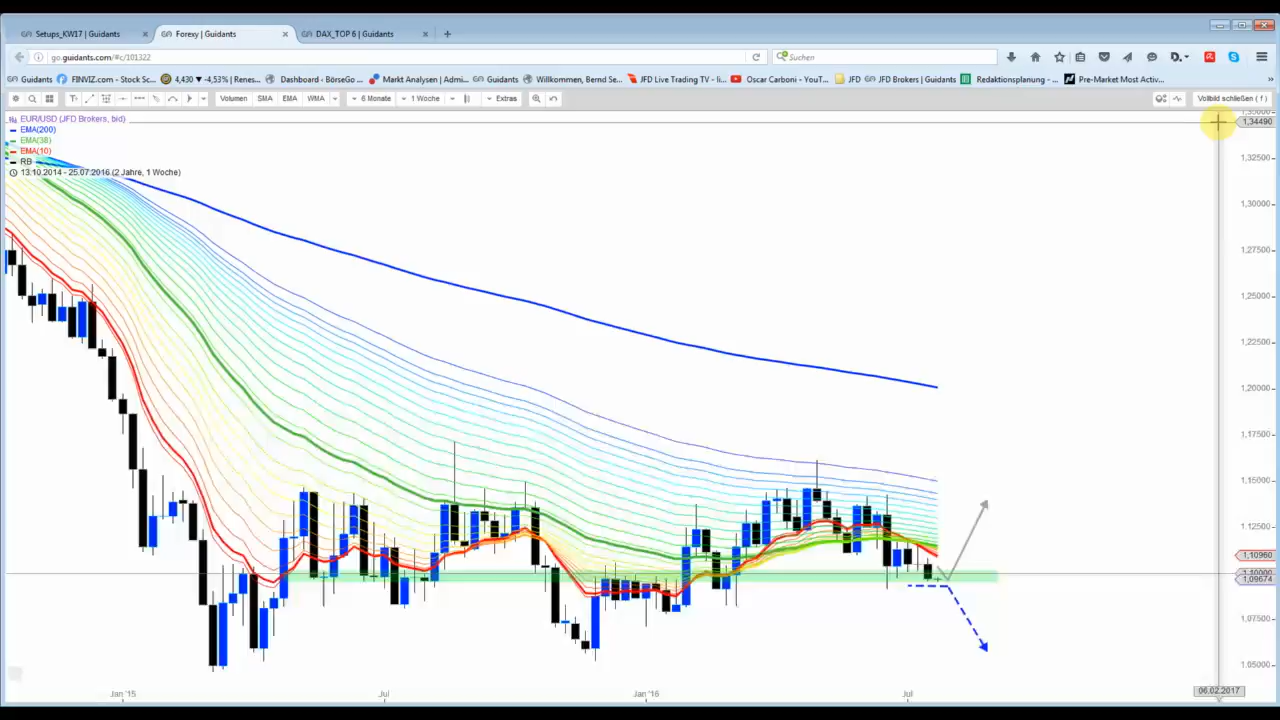 Setups_KW17 | Guidants
Forexy | Guidants
DAX_TOP 6 | Guidants
go.guidants.com/#c/101322
Suchen
Guidants
FINVIZ.com - Stock Sc...
4,430 ▼ -4,53% | Renes...
Dashboard - BörseGo ...
Markt Analysen | Admi...
Guidants
Willkommen, Bernd Se...
JFD Live Trading TV - li...
Oscar Carboni - YouT...
JFD
JFD Brokers | Guidants
Redaktionsplanung - ...
Pre-Market Most Activ...
Volumen
SMA
EMA
WMA
6 Monate
1 Woche
Extras
Vollbild schließen ( f )
EUR/USD (JFD Brokers, bid)
EMA(200)
EMA(38)
EMA(10)
RB
13.10.2014 - 25.07.2016 (2 Jahre, 1 Woche)
1,35000
1,34490
1,32500
1,30000
1,27500
1,25000
1,22500
1,20000
1,17500
1,15000
1,12500
1,10960
1,10000
1,09674
1,07500
1,05000
Jan '15
Jul
Jan '16
Jul
06.02.2017